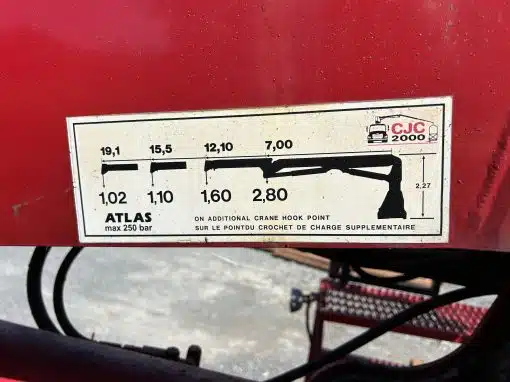 CJC
2000
19,1 15,5 12,10 7,00
2,27
1,02 1,10 1,60 2,80
ATLAS
max 250 bar
ON ADDITIONAL CRANE HOOK POINT
SUR LE POINTDU CROCHET DE CHARGE SUPPLEMENTAIRE